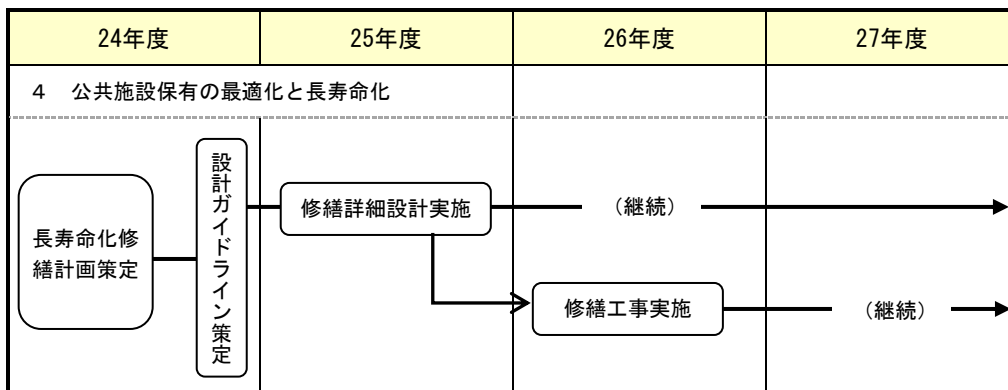 24年度 25年度 26年度 27年度
４　公共施設保有の最適化と長寿命化
長寿命化修
繕計画策定
設計ガイドライン策定
修繕詳細設計実施
（継続）
修繕工事実施
（継続）